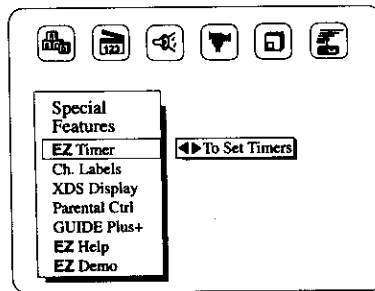 123
Special
Features
EZ Timer
◀▶To Set Timers
Ch. Labels
XDS Display
Parental Ctrl
GUIDE Plus+
EZ Help
EZ Demo